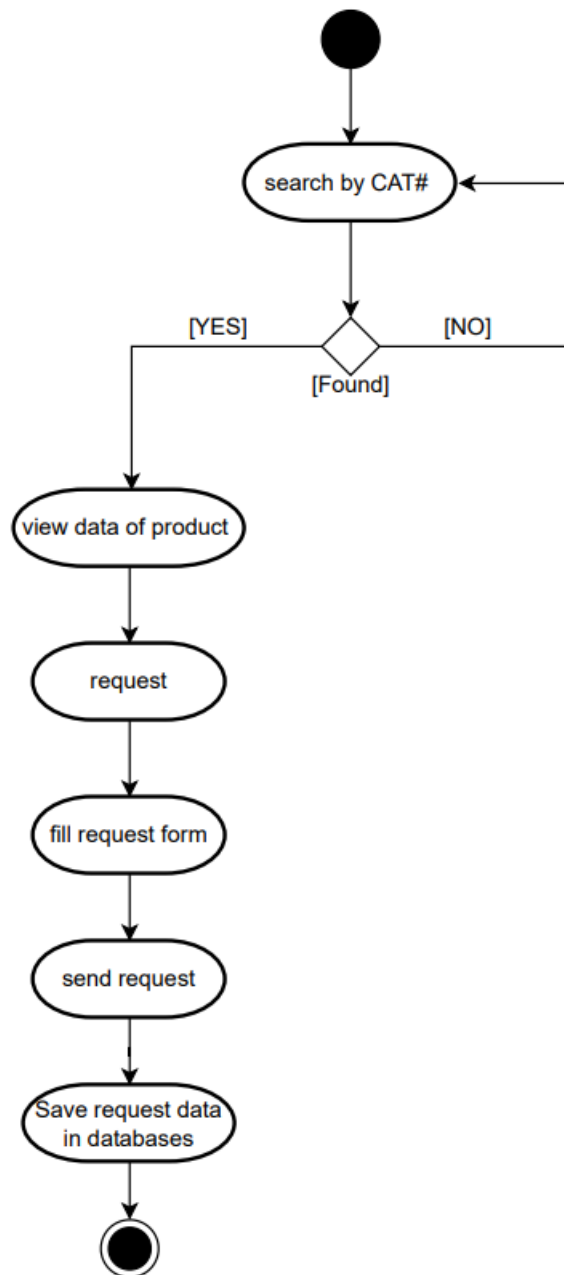 search by CAT#
[YES]
[NO]
[Found]
view data of product
request
fill request form
send request
Save request data
in databases